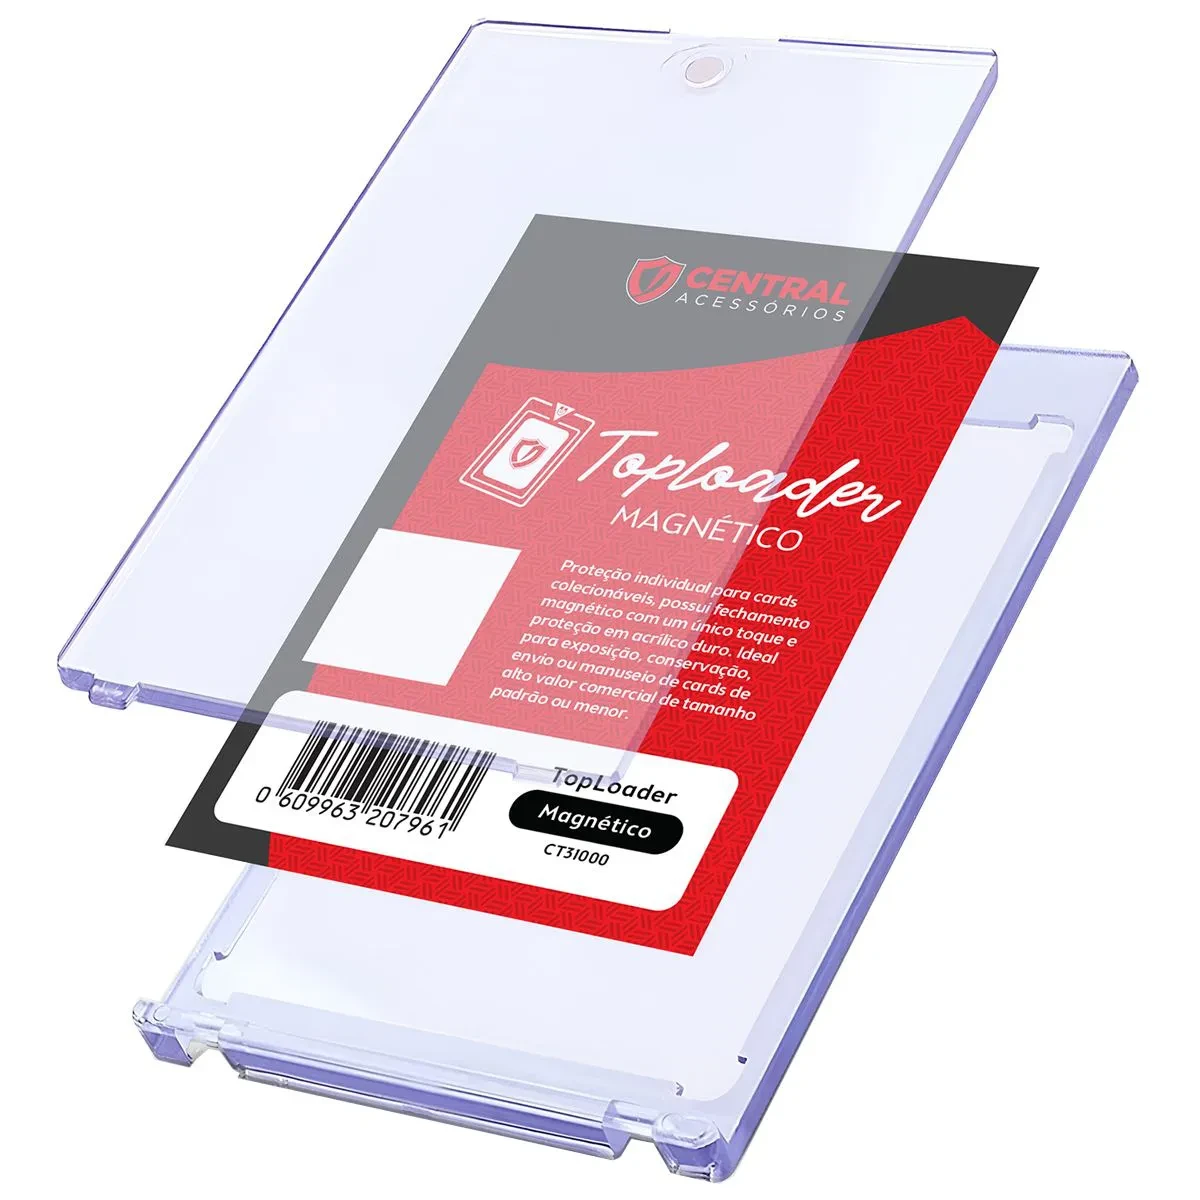 CENTRAL
ACESSÓRIOS
Toploader
MAGNÉTICO
Proteção individual para cards
colecionáveis, possui fechamento
magnético com um único toque e
proteção em acrílico duro. Ideal
para exposição, conservação,
envio ou manuseio de cards de
alto valor comercial de tamanho
padrão ou menor.
0 609963 207961
TopLoader
Magnético
CT31000